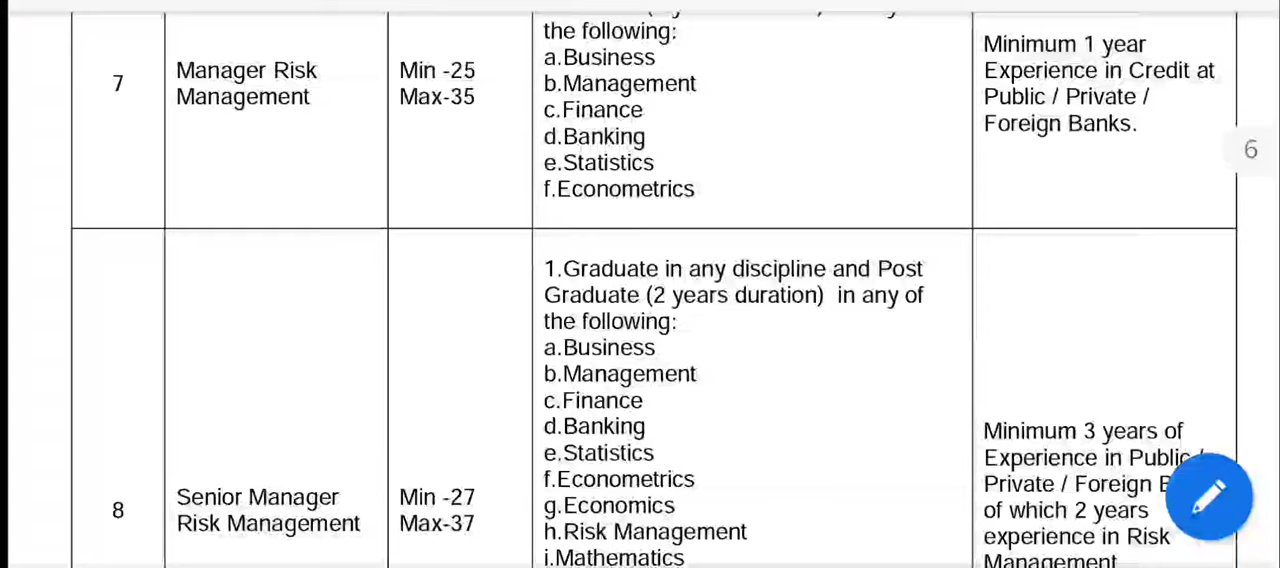 the following:
a.Business
b.Management
c.Finance
d.Banking
e.Statistics
f.Econometrics
7
Manager Risk
Management
Min -25
Max-35
Minimum 1 year
Experience in Credit at
Public / Private /
Foreign Banks.
6
8
Senior Manager
Risk Management
Min -27
Max-37
1.Graduate in any discipline and Post
Graduate (2 years duration) in any of
the following:
a.Business
b.Management
c.Finance
d.Banking
e.Statistics
f.Econometrics
g.Economics
h.Risk Management
i.Mathematics
Minimum 3 years of
Experience in Public /
Private / Foreign
of which 2 years
experience in Risk
Management